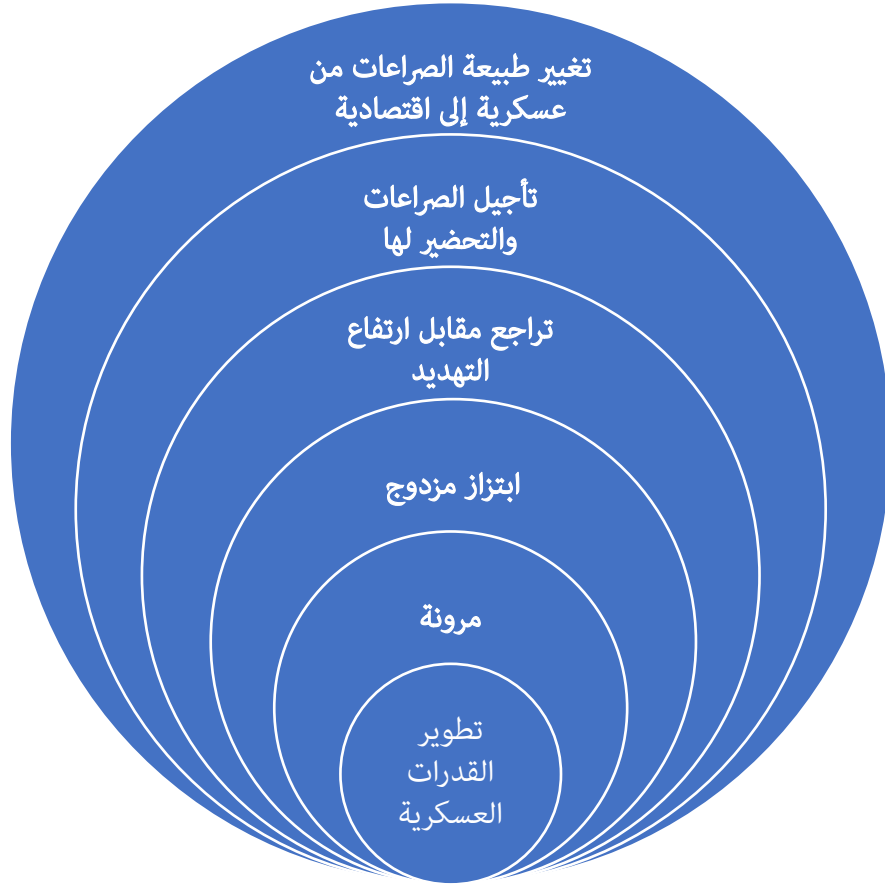 تغيير طبيعة الصراعات من
عسكرية إلى اقتصادية
تأجيل الصراعات
والتحضير لها
تراجع مقابل ارتفاع
التهديد
ابتزاز مزدوج
مرونة
تطوير
القدرات
العسكرية